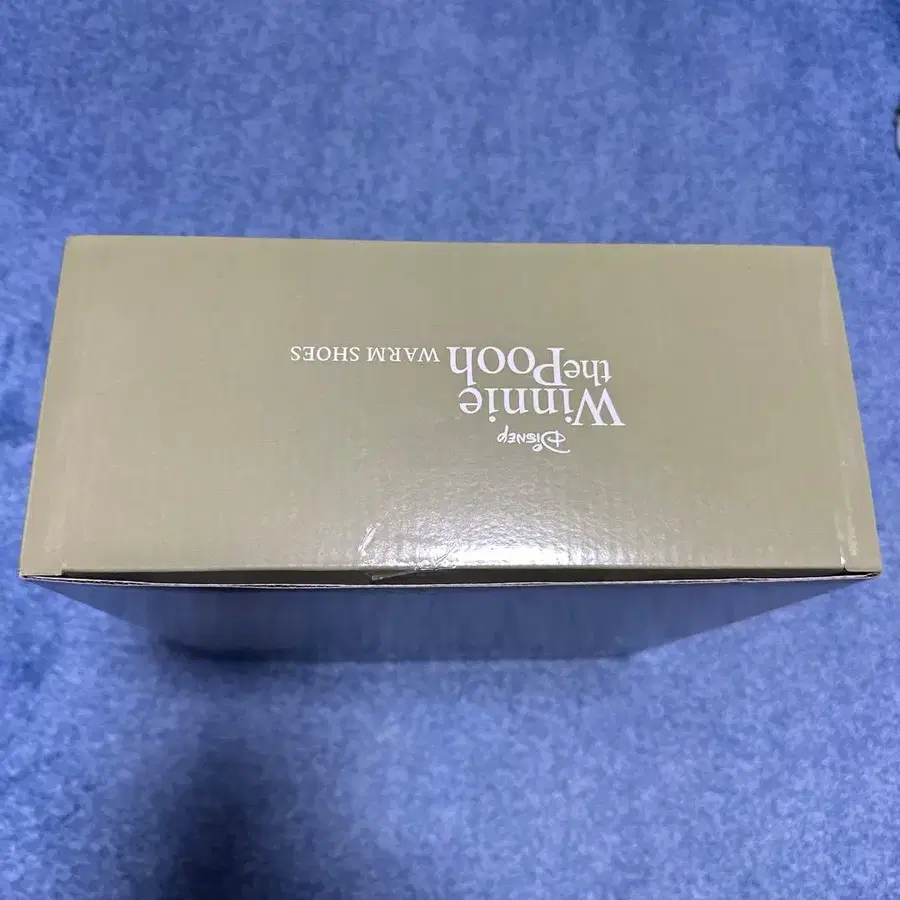 Disney
Winnie
the Pooh WARM SHOES